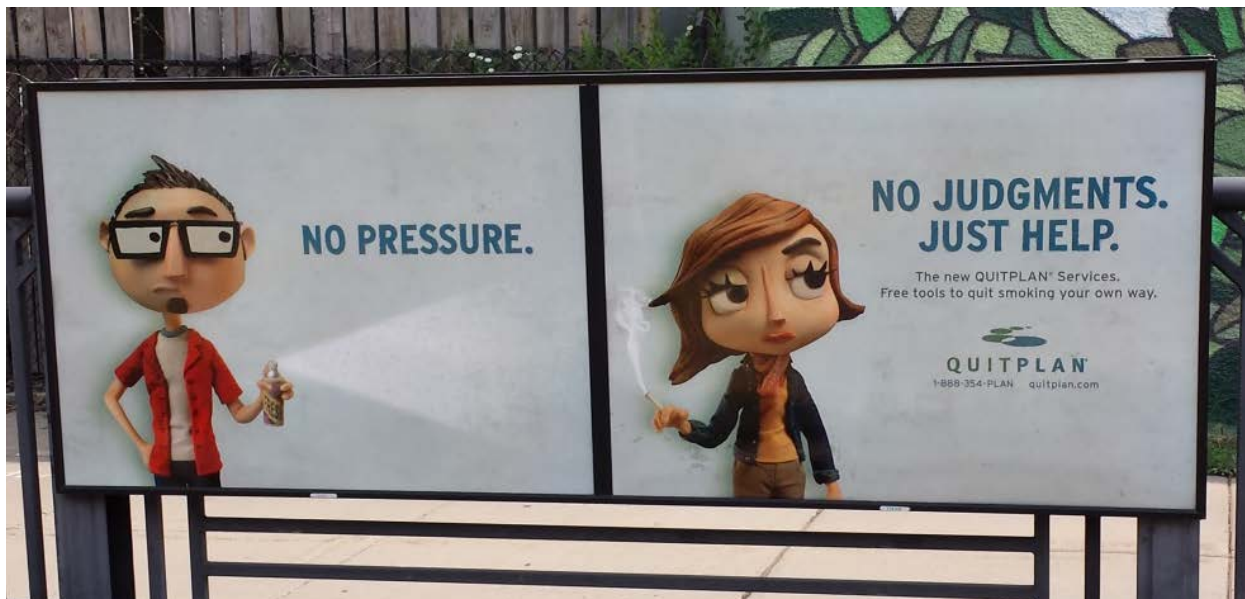 NO PRESSURE.
NO JUDGMENTS.
JUST HELP.
The new QUITPLAN® Services.
Free tools to quit smoking your own way.
QUITPLAN®
1-888-354-PLAN quitplan.com